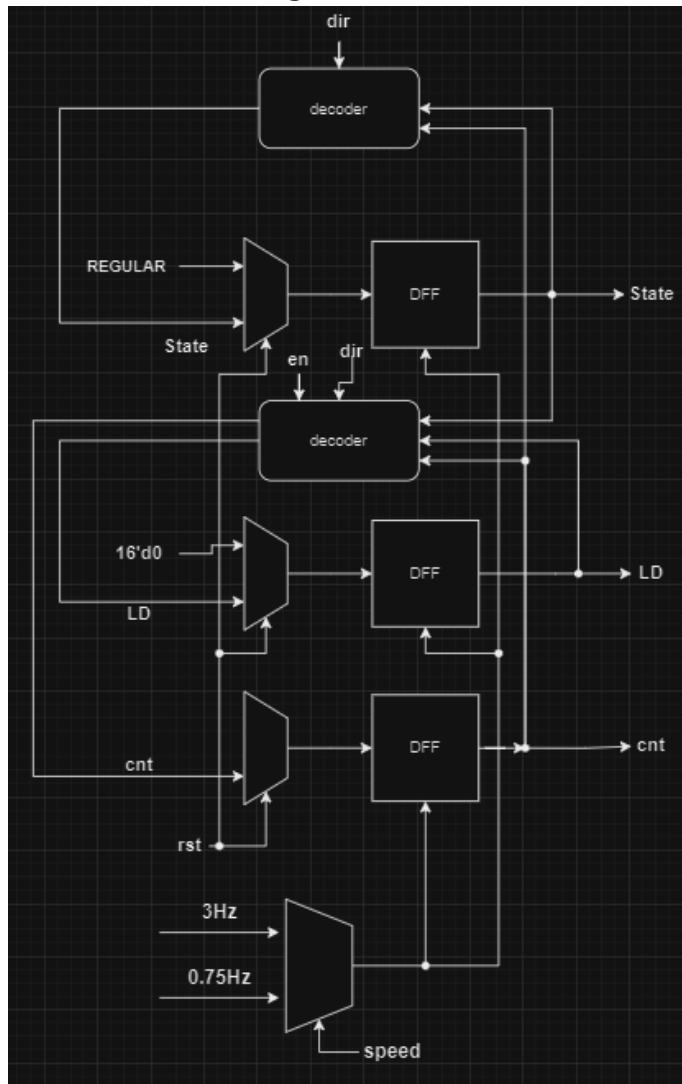 dir
decoder
REGULAR
DFF
State
State
en
dir
decoder
16'd0
DFF
LD
LD
DFF
cnt
cnt
rst
3Hz
0.75Hz
speed